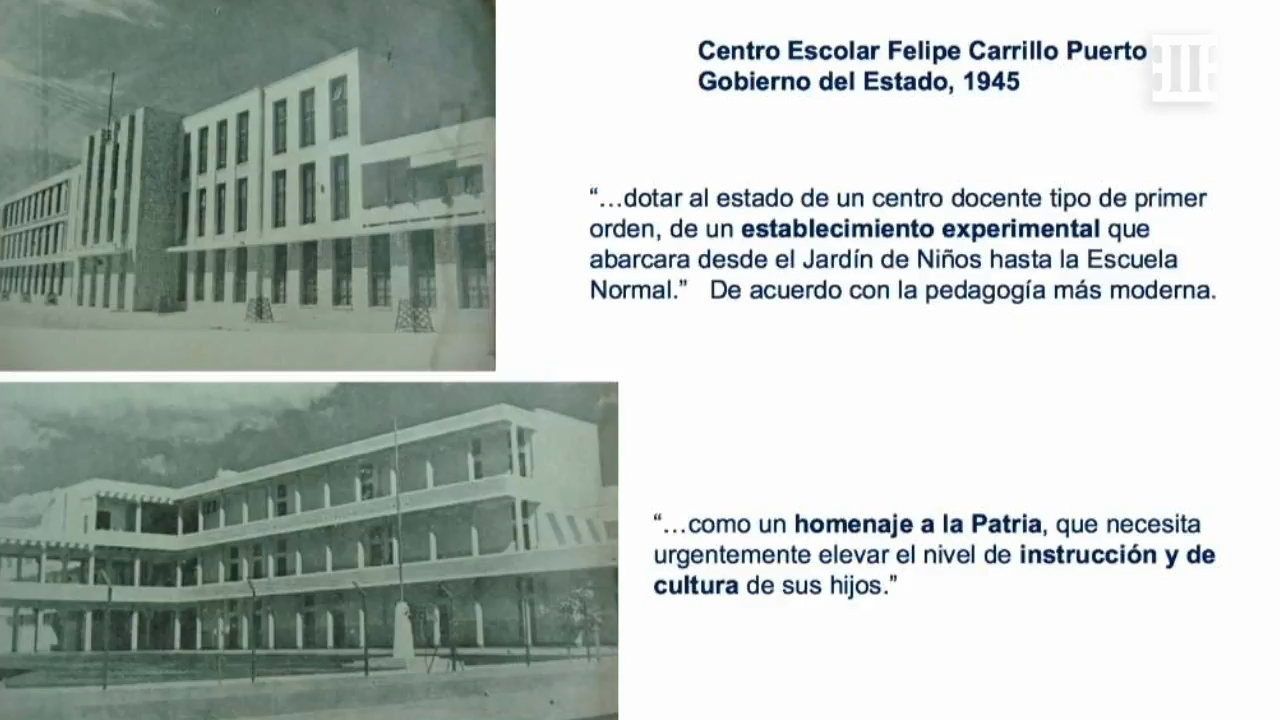 Centro Escolar Felipe Carrillo Puerto
Gobierno del Estado, 1945
“…dotar al estado de un centro docente tipo de primer
orden, de un establecimiento experimental que
abarcara desde el Jardín de Niños hasta la Escuela
Normal.” De acuerdo con la pedagogía más moderna.
“…como un homenaje a la Patria, que necesita
urgentemente elevar el nivel de instrucción y de
cultura de sus hijos.”